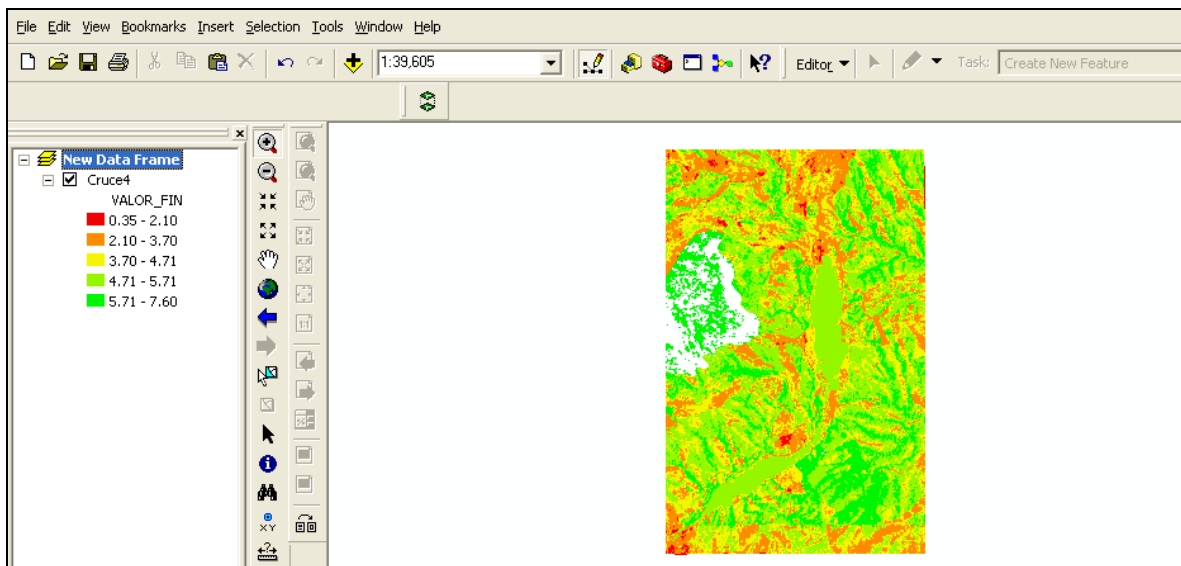 File Edit View Bookmarks Insert Selection Tools Window Help
1:39,605 Editor Task: Create New Feature
New Data Frame
Cruce4
VALOR_FIN
0.35 - 2.10
2.10 - 3.70
3.70 - 4.71
4.71 - 5.71
5.71 - 7.60
1:1
XY